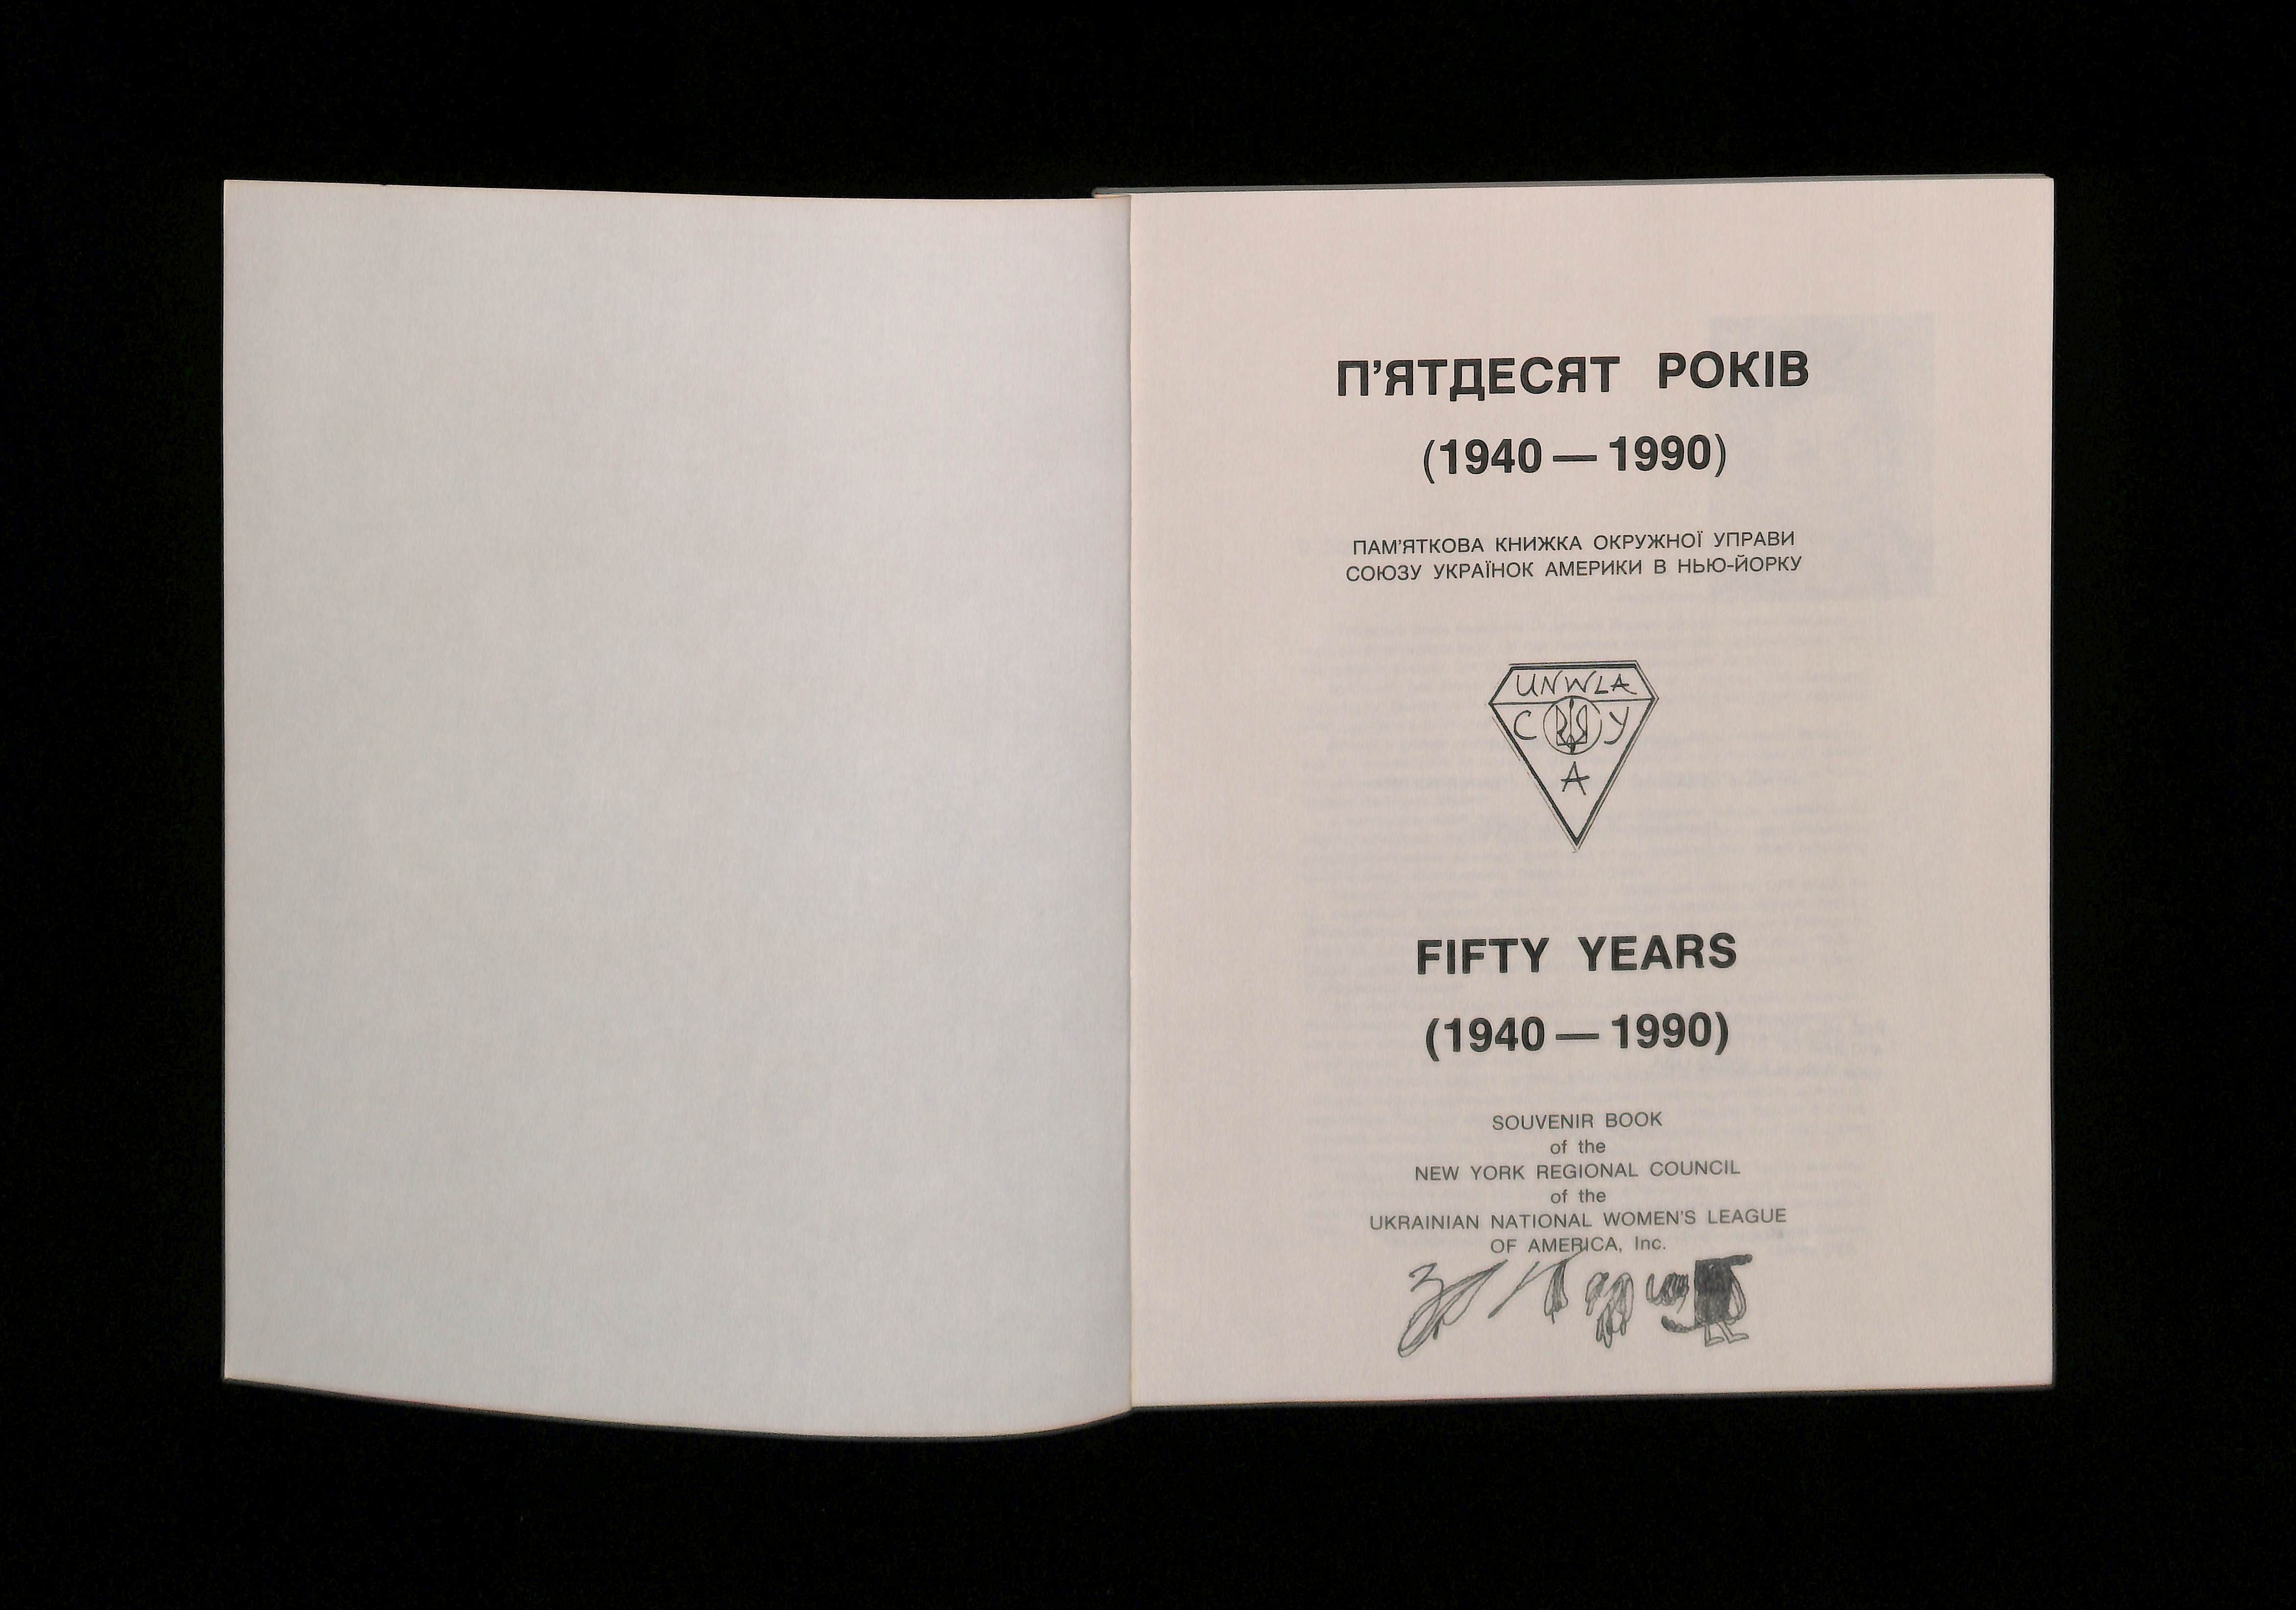 П'ЯТДЕСЯТ РОКІВ
(1940 — 1990)
ПАМ'ЯТКОВА КНИЖКА ОКРУЖНОЇ УПРАВИ
СОЮЗУ УКРАЇНОК АМЕРИКИ В НЬЮ-ЙОРКУ
UNWLA
С У
А
FIFTY YEARS
(1940 — 1990)
SOUVENIR BOOK
of the
NEW YORK REGIONAL COUNCIL
of the
UKRAINIAN NATIONAL WOMEN'S LEAGUE
OF AMERICA, Inc.